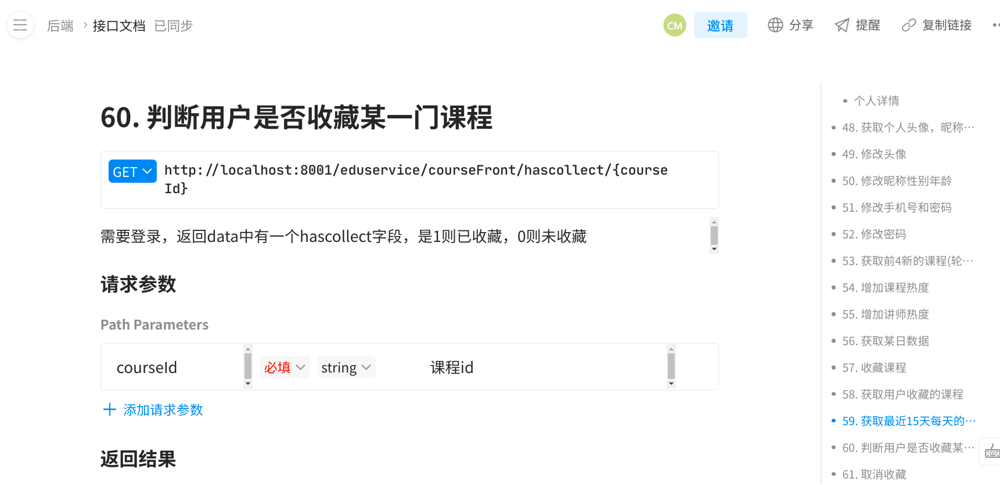 后端 > 接口文档 已同步
CM 邀请 分享 提醒 复制链接
60. 判断用户是否收藏某一门课程
GET http://localhost:8001/eduservice/courseFront/hascollect/{course
Id}
需要登录，返回data中有一个hascollect字段，是1则已收藏，0则未收藏
请求参数
Path Parameters
courseId 必填 string 课程id
添加请求参数
返回结果
个人详情
48. 获取个人头像，昵称…
49. 修改头像
50. 修改昵称性别年龄
51. 修改手机号和密码
52. 修改密码
53. 获取前4新的课程(轮…
54. 增加课程热度
55. 增加讲师热度
56. 获取某日数据
57. 收藏课程
58. 获取用户收藏的课程
59. 获取最近15天每天的…
60. 判断用户是否收藏某…
61. 取消收藏